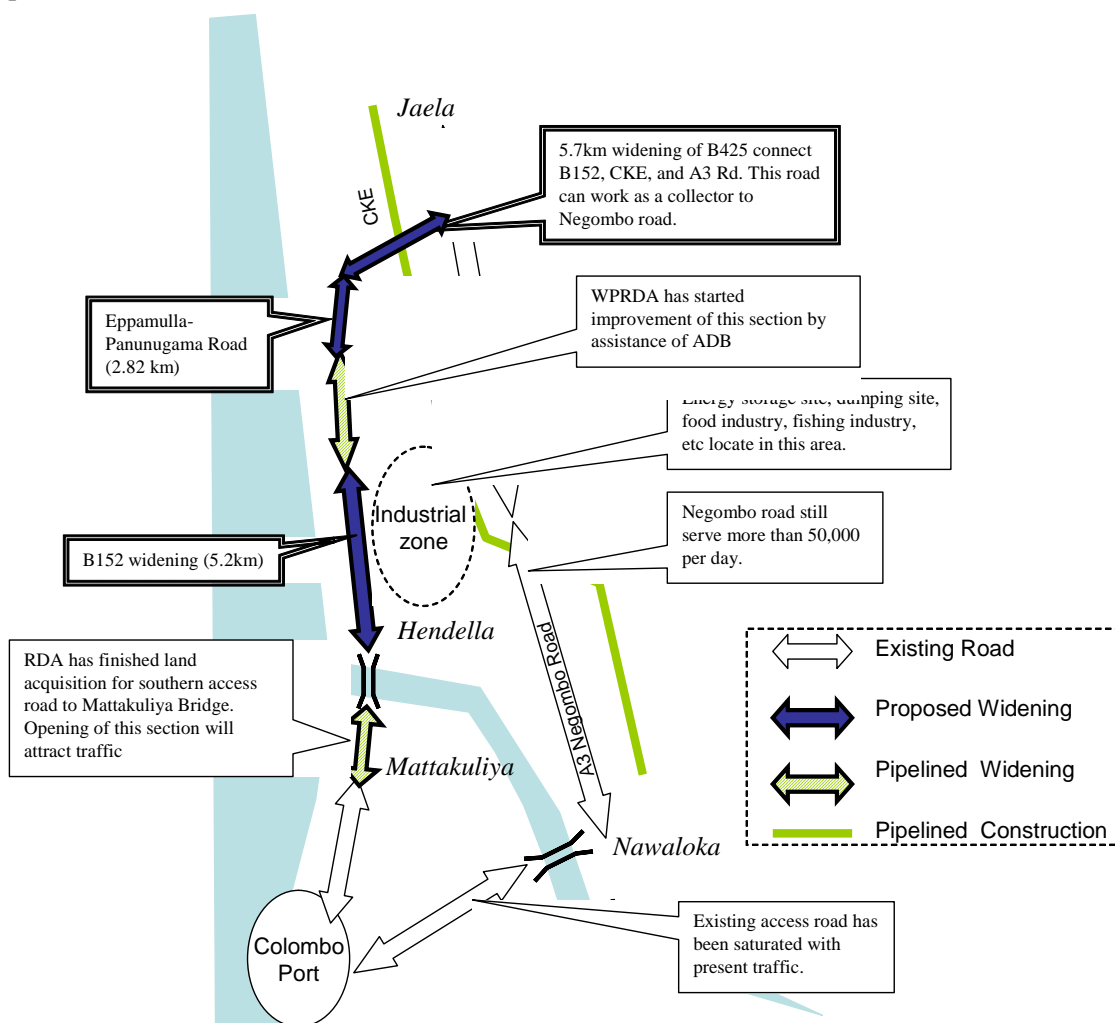 Jaela
5.7km widening of B425 connect
B152, CKE, and A3 Rd. This road
can work as a collector to
Negombo road.
CKE
WPRDA has started
improvement of this section by
assistance of ADB
Eppamulla-
Panunugama Road
(2.82 km)
Energy storage site, dumping site,
food industry, fishing industry,
etc locate in this area.
Industrial
zone
Negombo road still
serve more than 50,000
per day.
B152 widening (5.2km)
Hendella
A3 Negombo Road
RDA has finished land
acquisition for southern access
road to Mattakuliya Bridge.
Opening of this section will
attract traffic
Existing Road
Proposed Widening
Pipelined Widening
Pipelined Construction
Mattakuliya
Nawaloka
Existing access road has
been saturated with
present traffic.
Colombo
Port